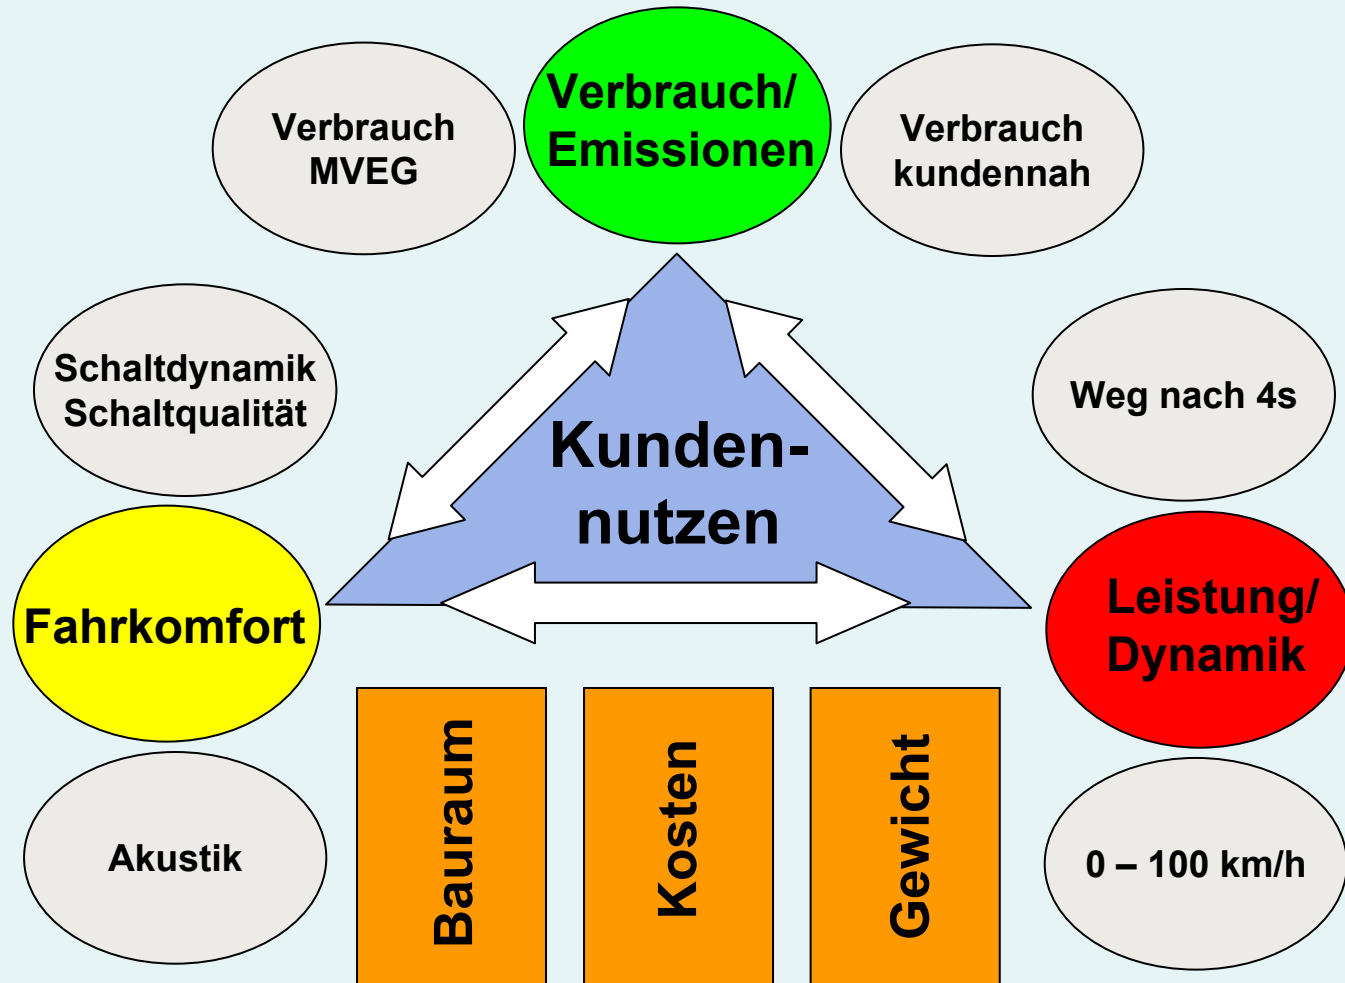 Verbrauch/
Emissionen
Verbrauch
MVEG
Verbrauch
kundennah
Schaltdynamik
Schaltqualität
Weg nach 4s
Kunden-
nutzen
Fahrkomfort
Leistung/
Dynamik
Akustik
Bauraum
Kosten
Gewicht
0 – 100 km/h